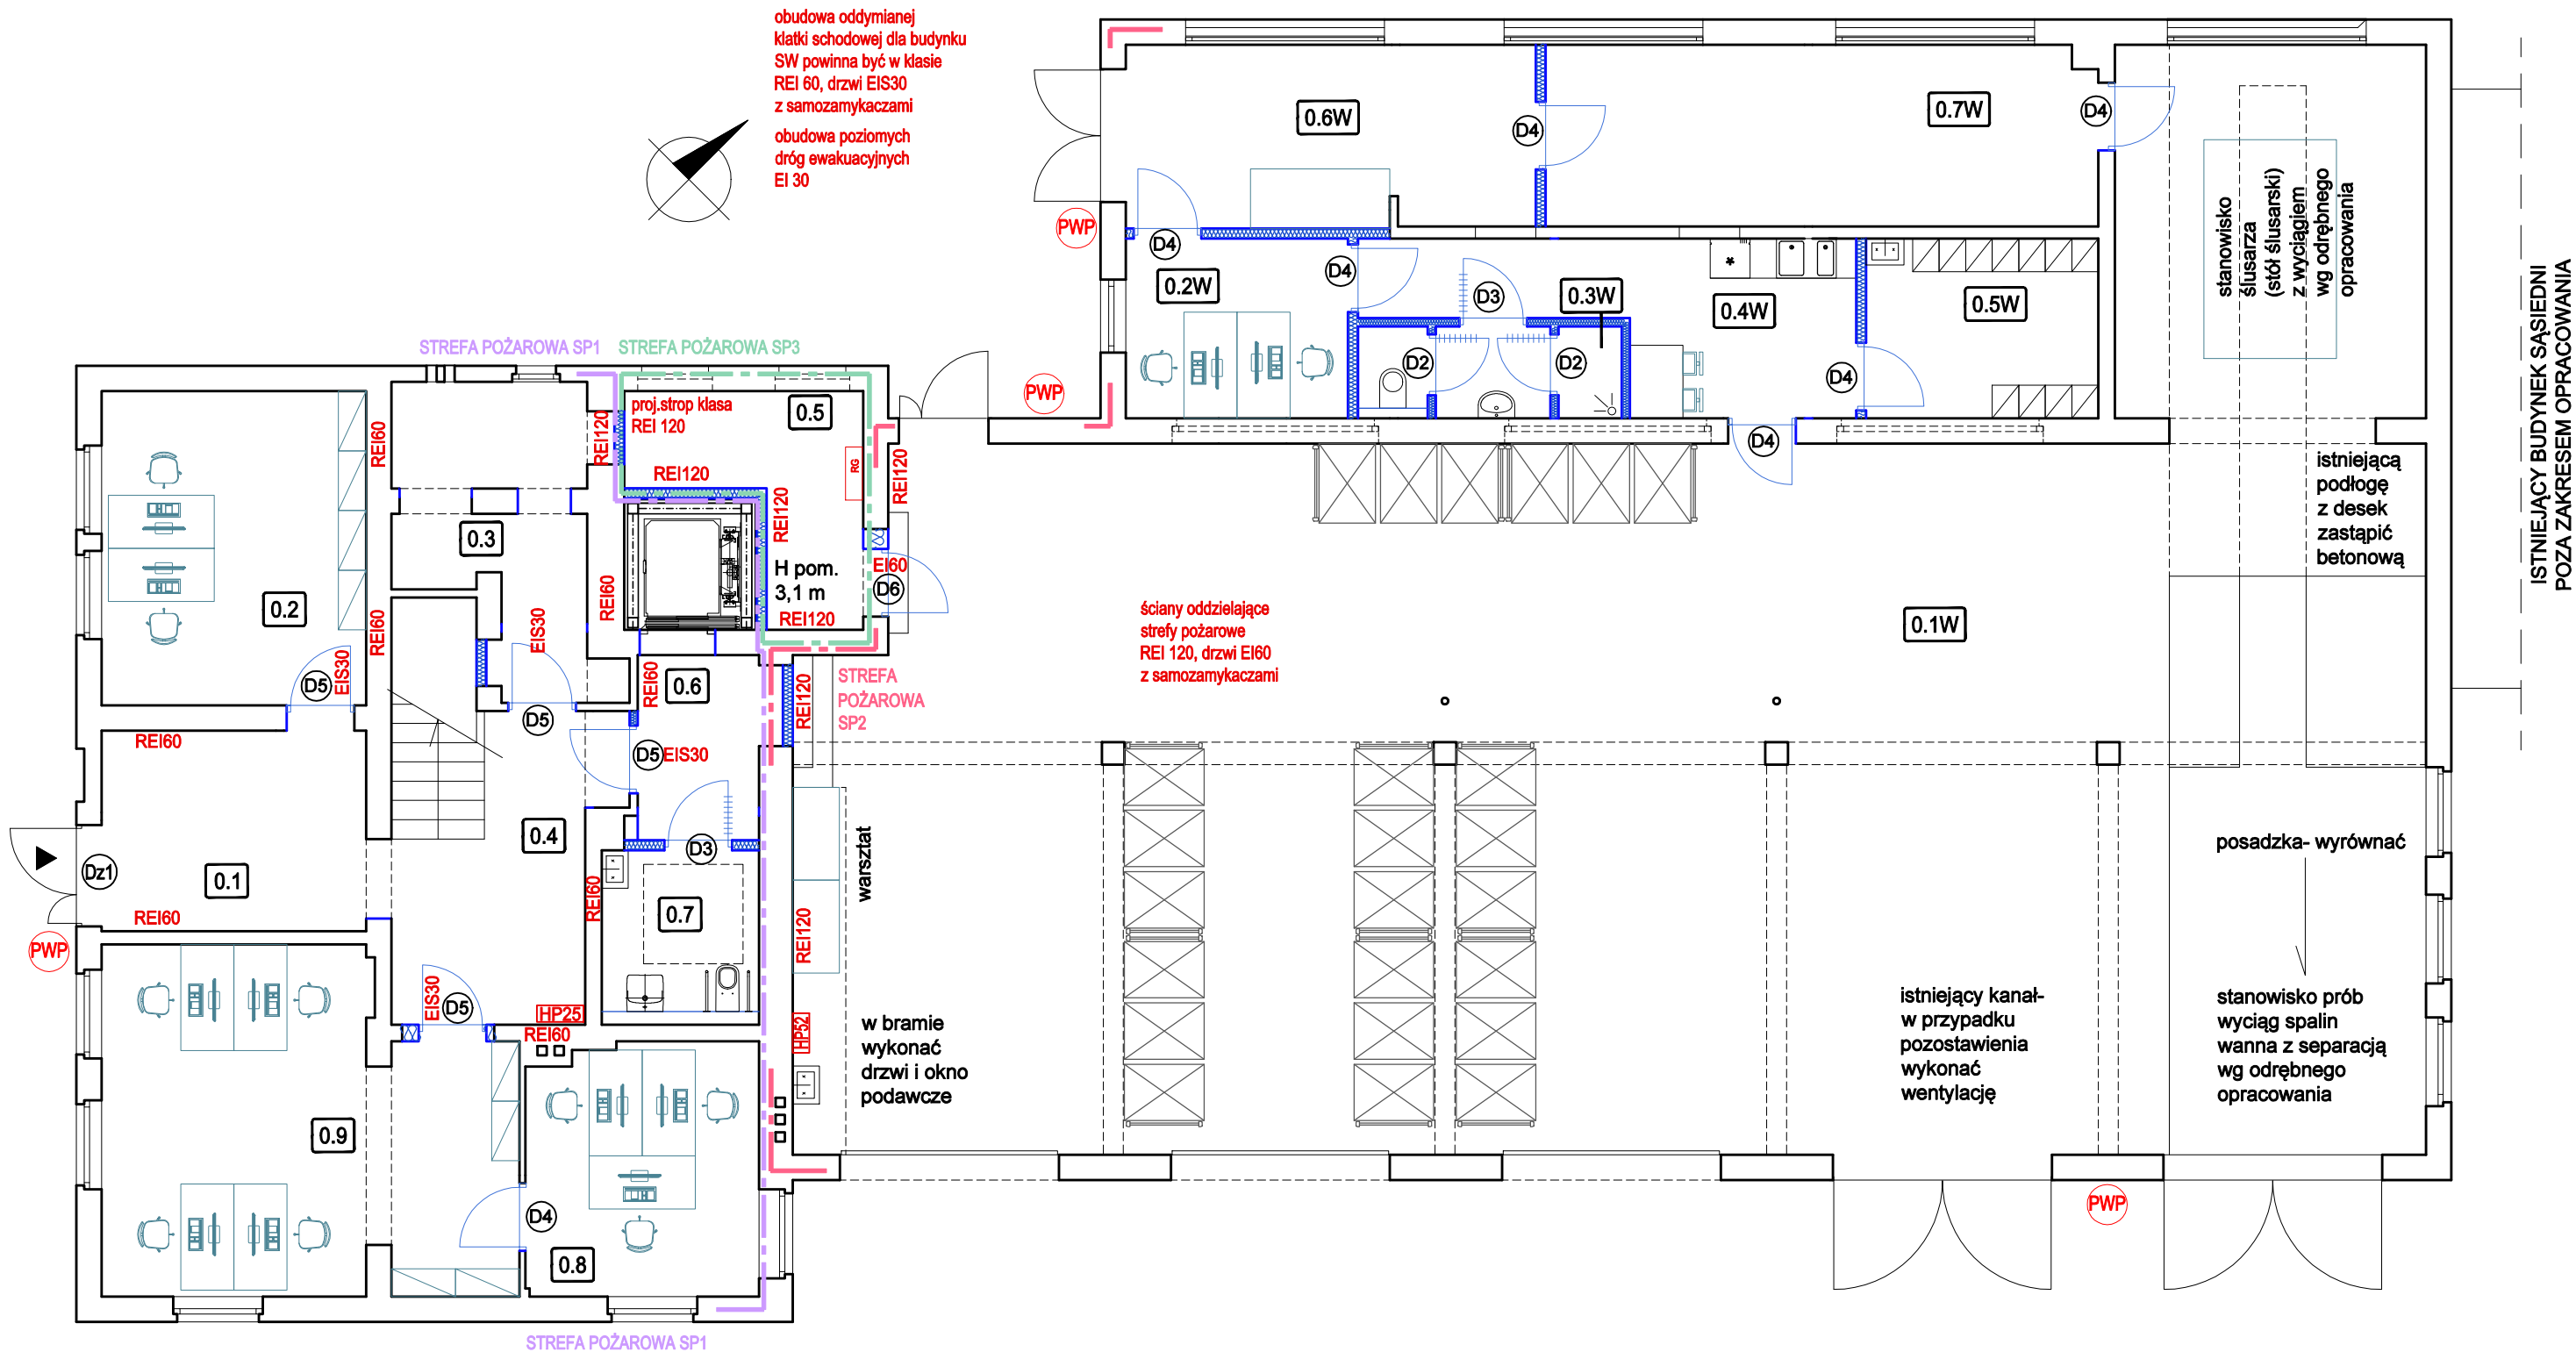 obudowa oddymianej
klatki schodowej dla budynku
SW powinna być w klasie
REI 60, drzwi EIS30
z samozamykaczami
obudowa poziomych
dróg ewakuacyjnych
EI 30
0.6W
D4
0.7W
D4
PWP
D4
0.2W
D4
D3
0.3W
0.4W
0.5W
D2
D2
D4
D4
stanowisko
ślusarza
(stół ślusarski)
z wyciągiem
wg odrębnego
opracowania
ISTNIEJĄCY BUDYNEK SĄSIEDNI
POZA ZAKRESEM OPRACOWANIA
STREFA POŻAROWA SP1
STREFA POŻAROWA SP3
PWP
proj.strop klasa
REI 120
0.5
REI60
REI120
REI120
RG
REI120
REI120
0.3
H pom.
3,1 m
EI60
D6
REI120
REI60
0.2
REI60
EIS30
D5
EIS30
D5
REI60
0.6
REI120
STREFA
POŻAROWA
SP2
REI60
D5
EIS30
istniejącą
podłogę
z desek
zastąpić
betonową
ściany oddzielające
strefy pożarowe
REI 120, drzwi EI60
z samozamykaczami
0.1W
0.4
D3
Dz1
0.1
REI60
REI60
0.7
warsztat
REI120
posadzka- wyrównać
PWP
EIS30
D5
HP25
REI60
HP52
w bramie
wykonać
drzwi i okno
podawcze
istniejący kanał-
w przypadku
pozostawienia
wykonać
wentylację
stanowisko prób
wyciąg spalin
wanna z separacją
wg odrębnego
opracowania
0.9
D4
0.8
PWP
STREFA POŻAROWA SP1